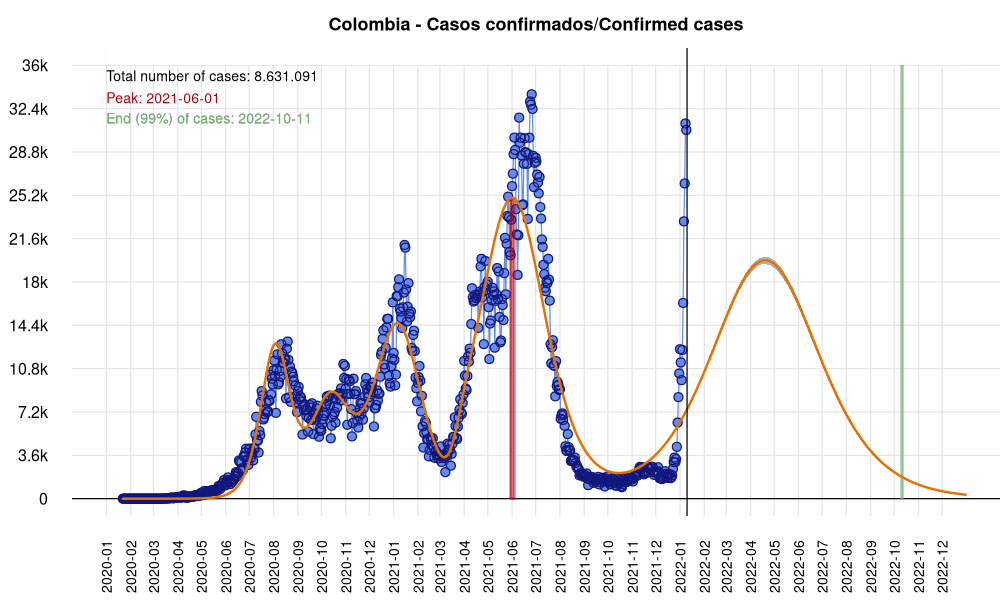 Colombia - Casos confirmados/Confirmed cases
Total number of cases: 8.631.091
Peak: 2021-06-01
End (99%) of cases: 2022-10-11
36k
32.4k
28.8k
25.2k
21.6k
18k
14.4k
10.8k
7.2k
3.6k
0
2020-01
2020-02
2020-03
2020-04
2020-05
2020-06
2020-07
2020-08
2020-09
2020-10
2020-11
2020-12
2021-01
2021-02
2021-03
2021-04
2021-05
2021-06
2021-07
2021-08
2021-09
2021-10
2021-11
2021-12
2022-01
2022-02
2022-03
2022-04
2022-05
2022-06
2022-07
2022-08
2022-09
2022-10
2022-11
2022-12